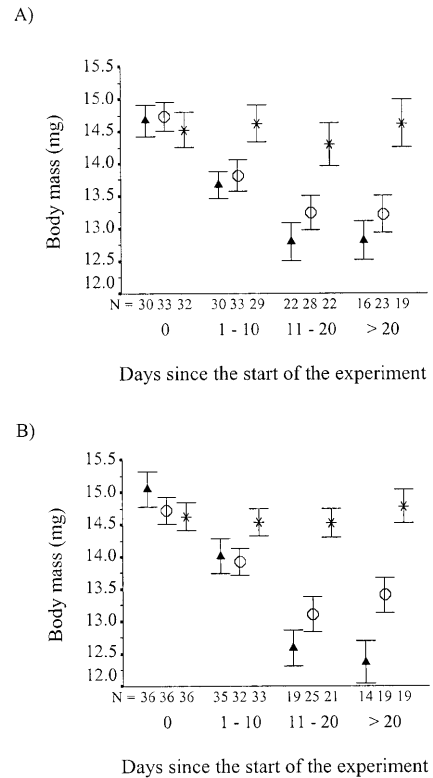 A)
Body mass (mg)
15.5
15.0
14.5
14.0
13.5
13.0
12.5
12.0
N = 30 33 32 30 33 29 22 28 22 16 23 19
0 1 - 10 11 - 20 > 20
Days since the start of the experiment
B)
Body mass (mg)
15.5
15.0
14.5
14.0
13.5
13.0
12.5
12.0
N = 36 36 36 35 32 33 19 25 21 14 19 19
0 1 - 10 11 - 20 > 20
Days since the start of the experiment